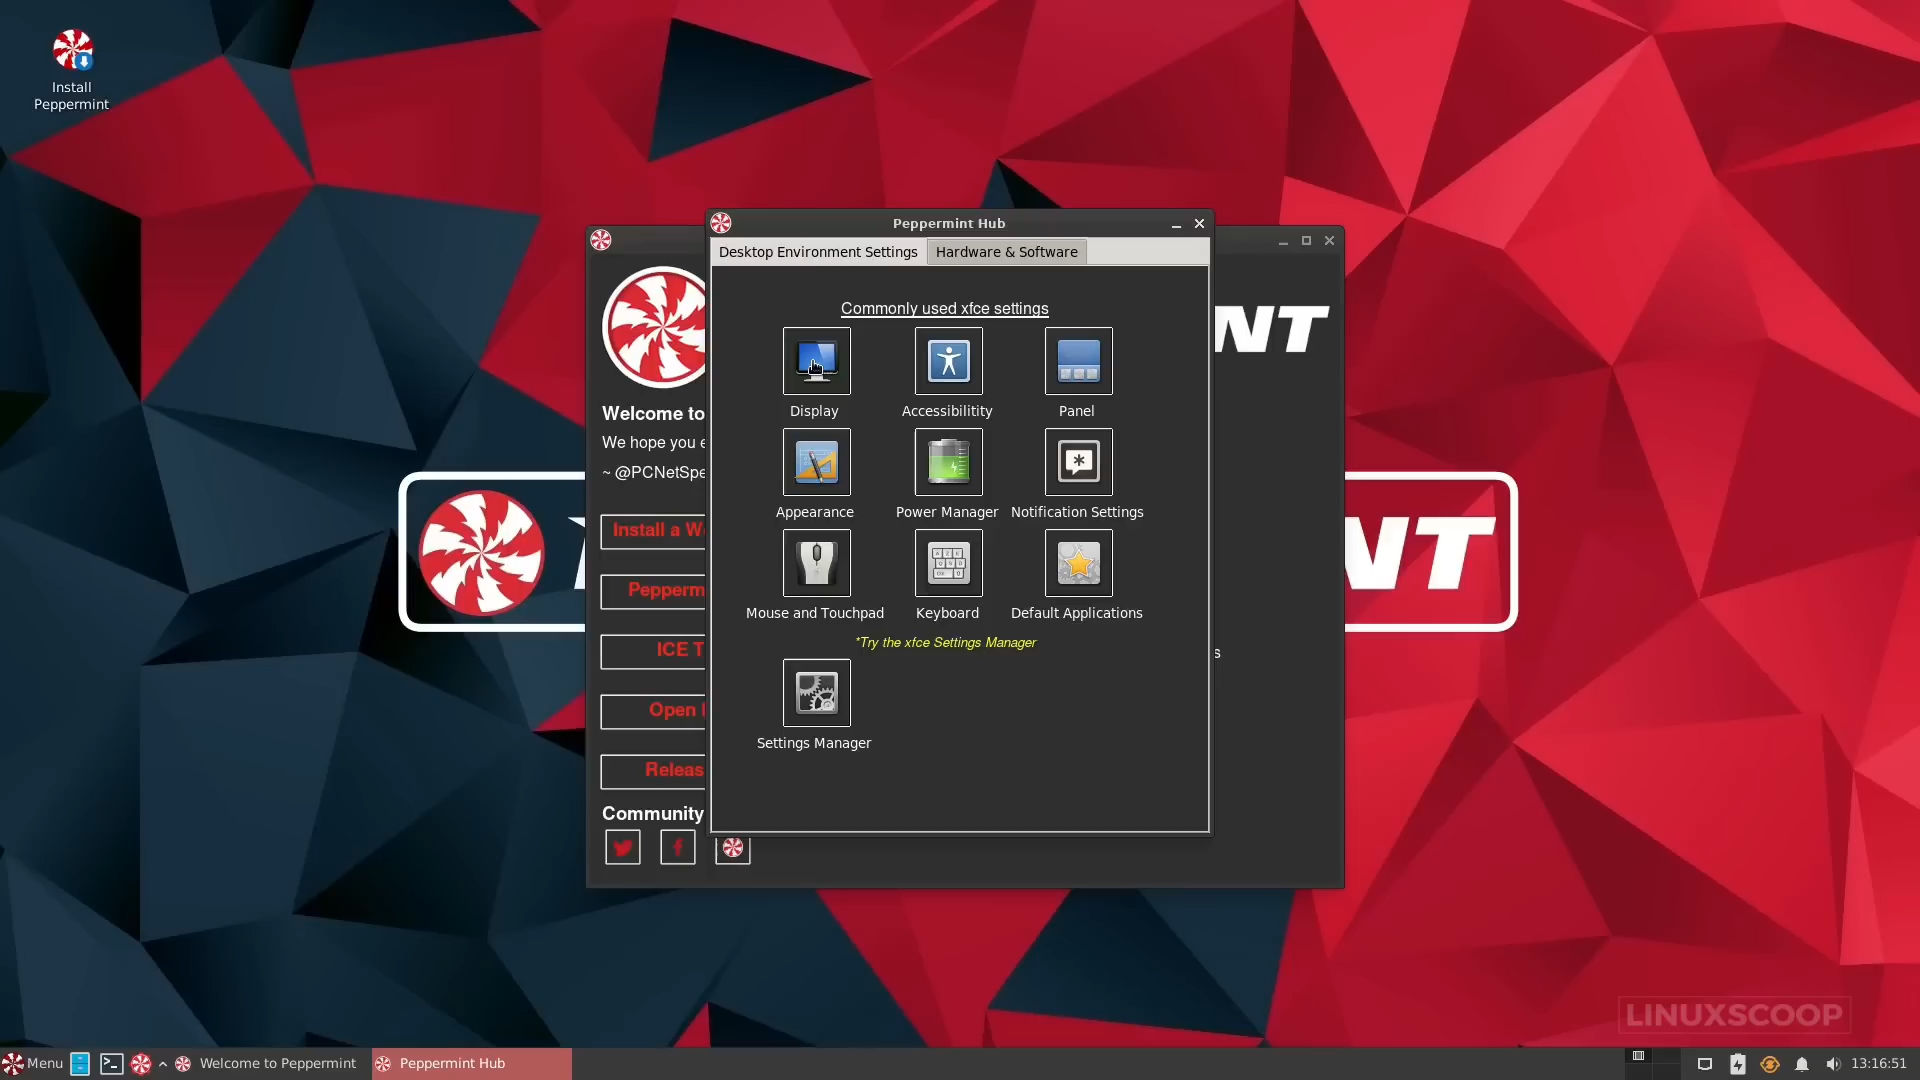 Install
Peppermint
Peppermint Hub
Desktop Environment Settings
Hardware & Software
Commonly used xfce settings
NT
Display
Accessibilitity
Panel
Welcome to
We hope you e
~ @PCNetSpe
Appearance
Power Manager
Notification Settings
Install a W
NT
Pepperm
Mouse and Touchpad
Keyboard
Default Applications
*Try the xfce Settings Manager
ICE T
s
Open
Settings Manager
Releas
Community
LINUXSCOOP
Menu
Welcome to Peppermint
Peppermint Hub
13:16:51